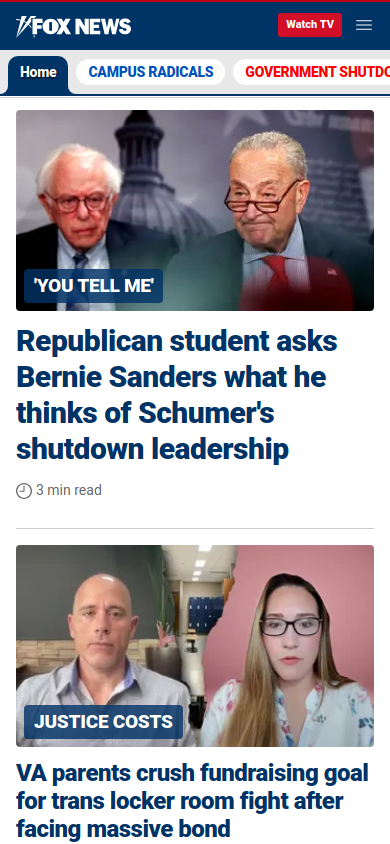 FOX NEWS
Watch TV
Home
CAMPUS RADICALS
GOVERNMENT SHUTDO
'YOU TELL ME'
Republican student asks
Bernie Sanders what he
thinks of Schumer's
shutdown leadership
3 min read
JUSTICE COSTS
VA parents crush fundraising goal
for trans locker room fight after
facing massive bond